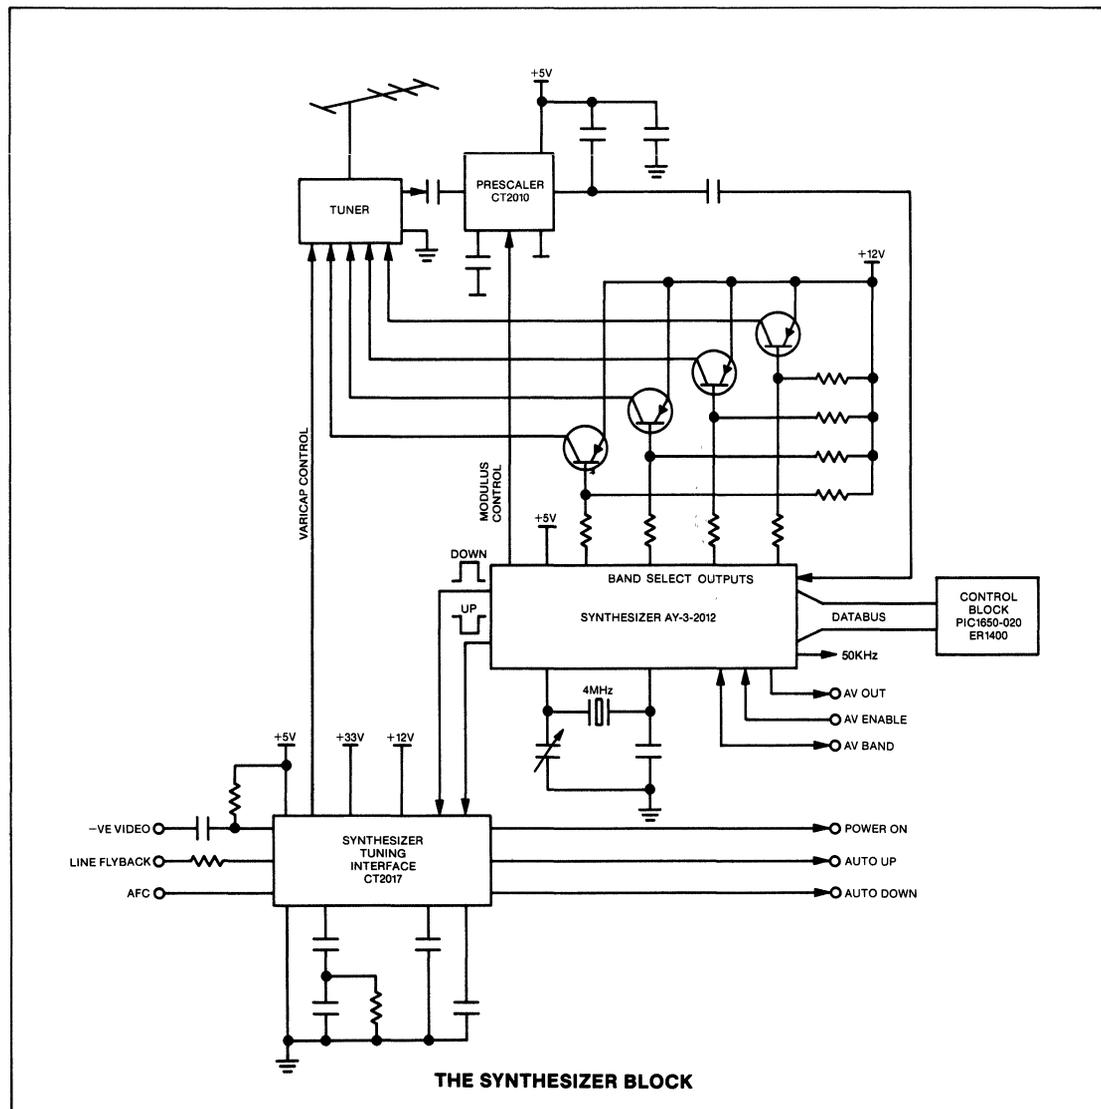 +5V
PRESCALER
CT2010
TUNER
+12V
VARICAP CONTROL
MODULUS
CONTROL
+5V
DOWN
BAND SELECT OUTPUTS
UP
SYNTHESIZER AY-3-2012
DATABUS
CONTROL
BLOCK
PIC1650-020
ER1400
50KHz
4MHz
AV OUT
AV ENABLE
AV BAND
+5V
+33V
+12V
-VE VIDEO
LINE FLYBACK
AFC
SYNTHESIZER
TUNING
INTERFACE
CT2017
POWER ON
AUTO UP
AUTO DOWN
THE SYNTHESIZER BLOCK